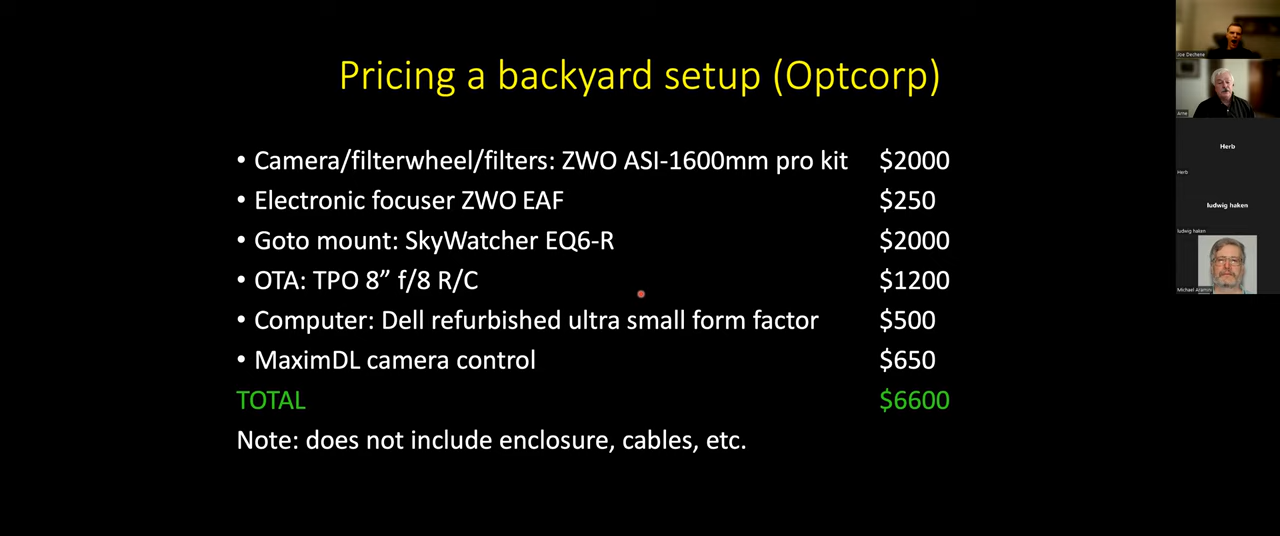 Pricing a backyard setup (Optcorp)
• Camera/filterwheel/filters: ZWO ASI-1600mm pro kit $2000
• Electronic focuser ZWO EAF $250
• Goto mount: SkyWatcher EQ6-R $2000
• OTA: TPO 8” f/8 R/C $1200
• Computer: Dell refurbished ultra small form factor $500
• MaximDL camera control $650
TOTAL $6600
Note: does not include enclosure, cables, etc.
Joe Dechene
Arne
Herb
Herb
ludwig haken
ludwig haken
Michael Aramini